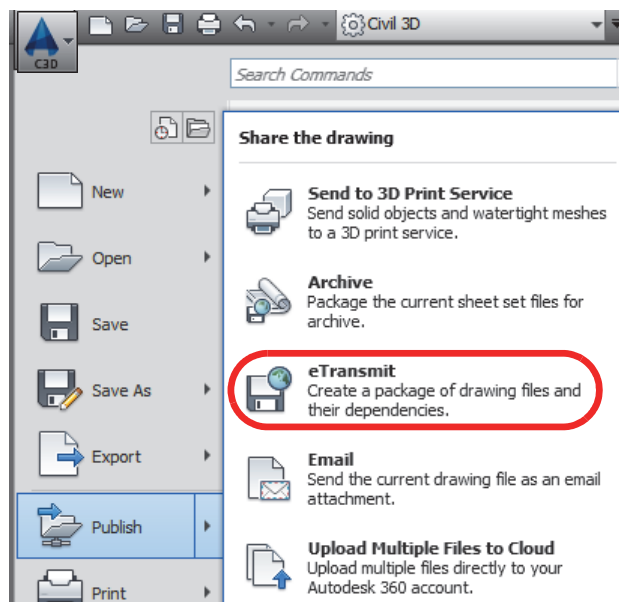 Civil 3D
C3D
Search Commands
Share the drawing
New
Open
Save
Save As
Export
Publish
Print
Send to 3D Print Service
Send solid objects and watertight meshes
to a 3D print service.
Archive
Package the current sheet set files for
archive.
eTransmit
Create a package of drawing files and
their dependencies.
Email
Send the current drawing file as an email
attachment.
Upload Multiple Files to Cloud
Upload multiple files directly to your
Autodesk 360 account.